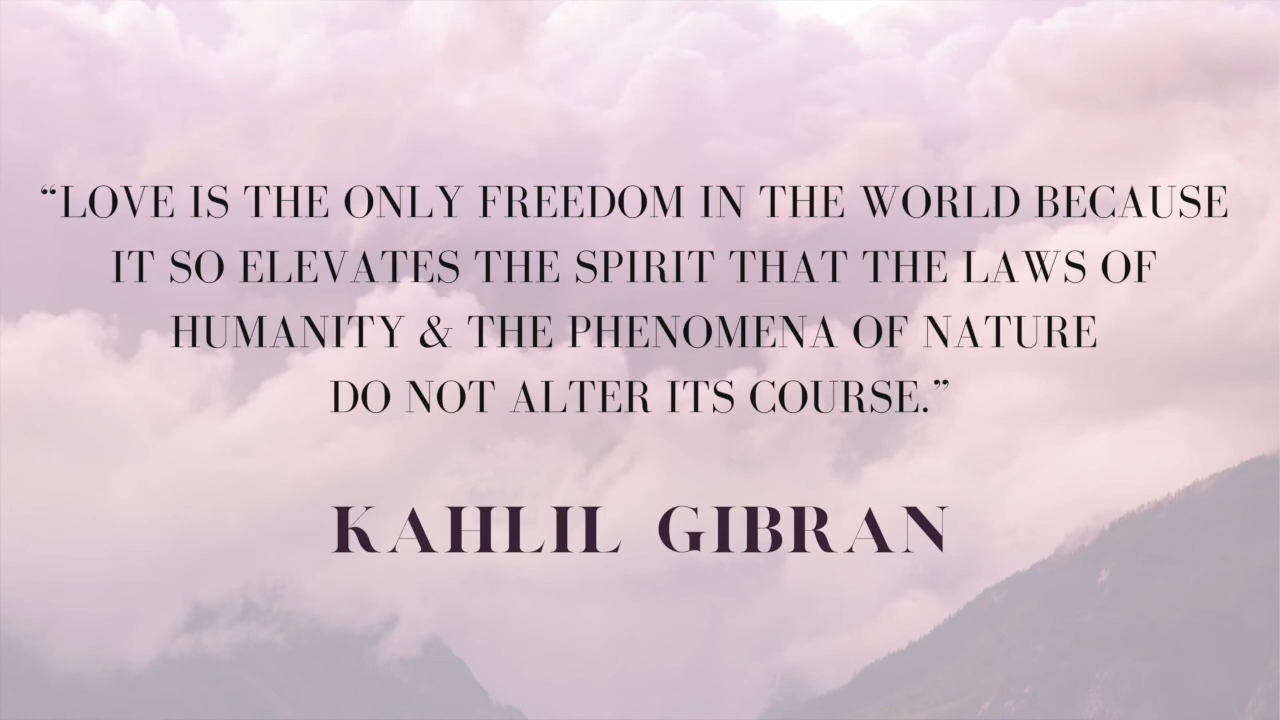 “LOVE IS THE ONLY FREEDOM IN THE WORLD BECAUSE
IT SO ELEVATES THE SPIRIT THAT THE LAWS OF
HUMANITY & THE PHENOMENA OF NATURE
DO NOT ALTER ITS COURSE.”
KAHLIL GIBRAN